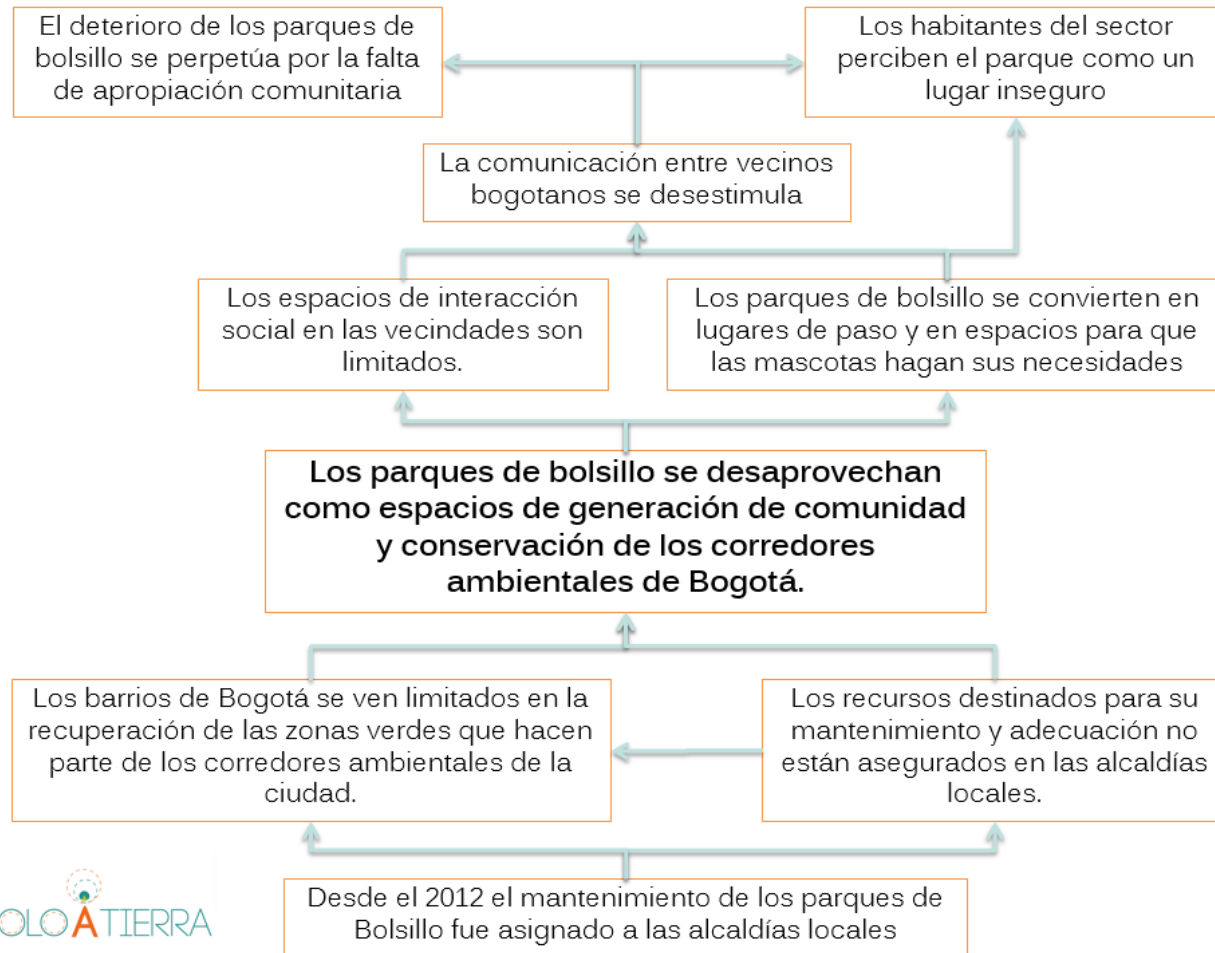 El deterioro de los parques de
bolsillo se perpetúa por la falta
de apropiación comunitaria
Los habitantes del sector
perciben el parque como un
lugar inseguro
La comunicación entre vecinos
bogotanos se desestimula
Los espacios de interacción
social en las vecindades son
limitados.
Los parques de bolsillo se convierten en
lugares de paso y en espacios para que
las mascotas hagan sus necesidades
Los parques de bolsillo se desaprovechan
como espacios de generación de comunidad
y conservación de los corredores
ambientales de Bogotá.
Los barrios de Bogotá se ven limitados en la
recuperación de las zonas verdes que hacen
parte de los corredores ambientales de la
ciudad.
Los recursos destinados para su
mantenimiento y adecuación no
están asegurados en las alcaldías
locales.
Desde el 2012 el mantenimiento de los parques de
Bolsillo fue asignado a las alcaldías locales
OLOATIERRA